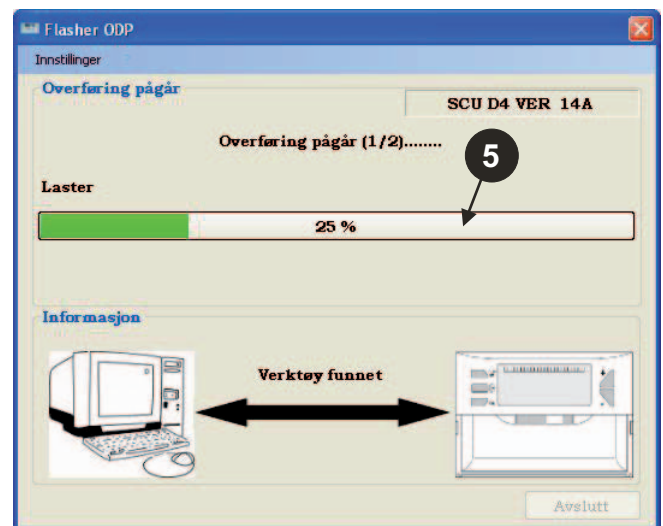 Flasher ODP
Innstillinger
Overføring pågår
SCU D4 VER 14A
Overføring pågår (1/2)........
5
Laster
25 %
Informasjon
Verktøy funnet
Avslutt